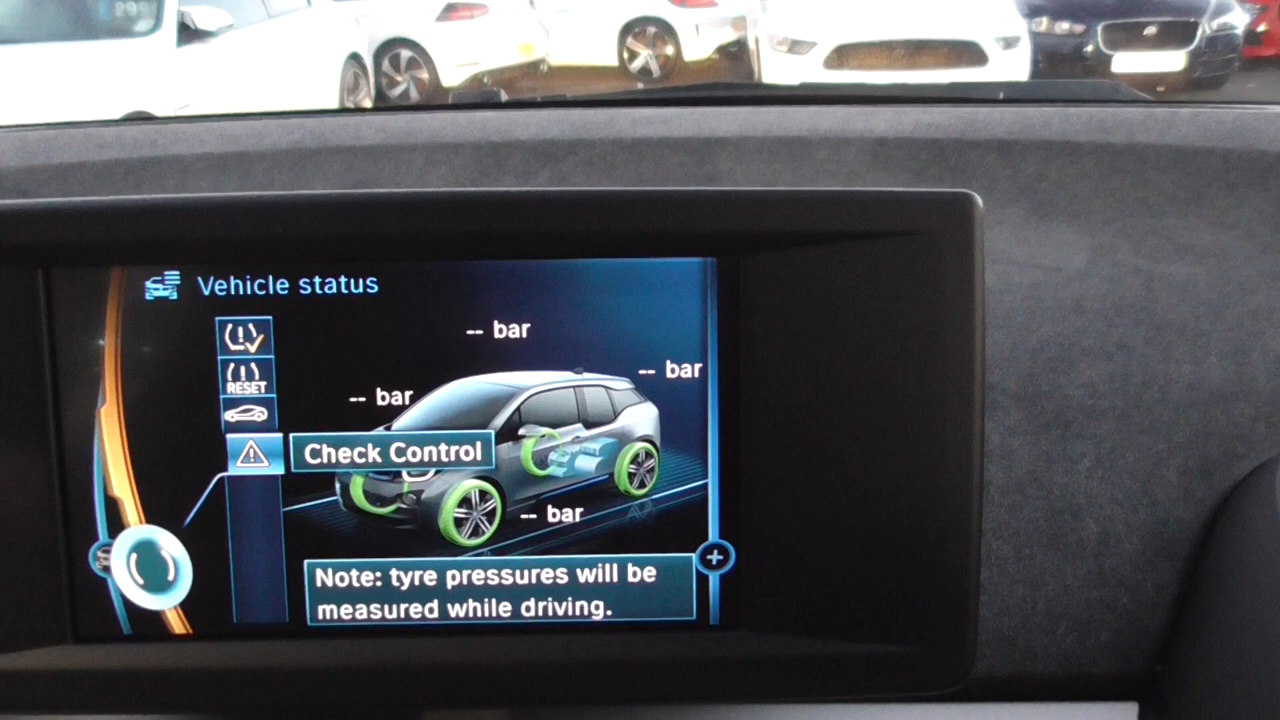 Vehicle status
-- bar
-- bar
-- bar
RESET
Check Control
-- bar
Note: tyre pressures will be
measured while driving.